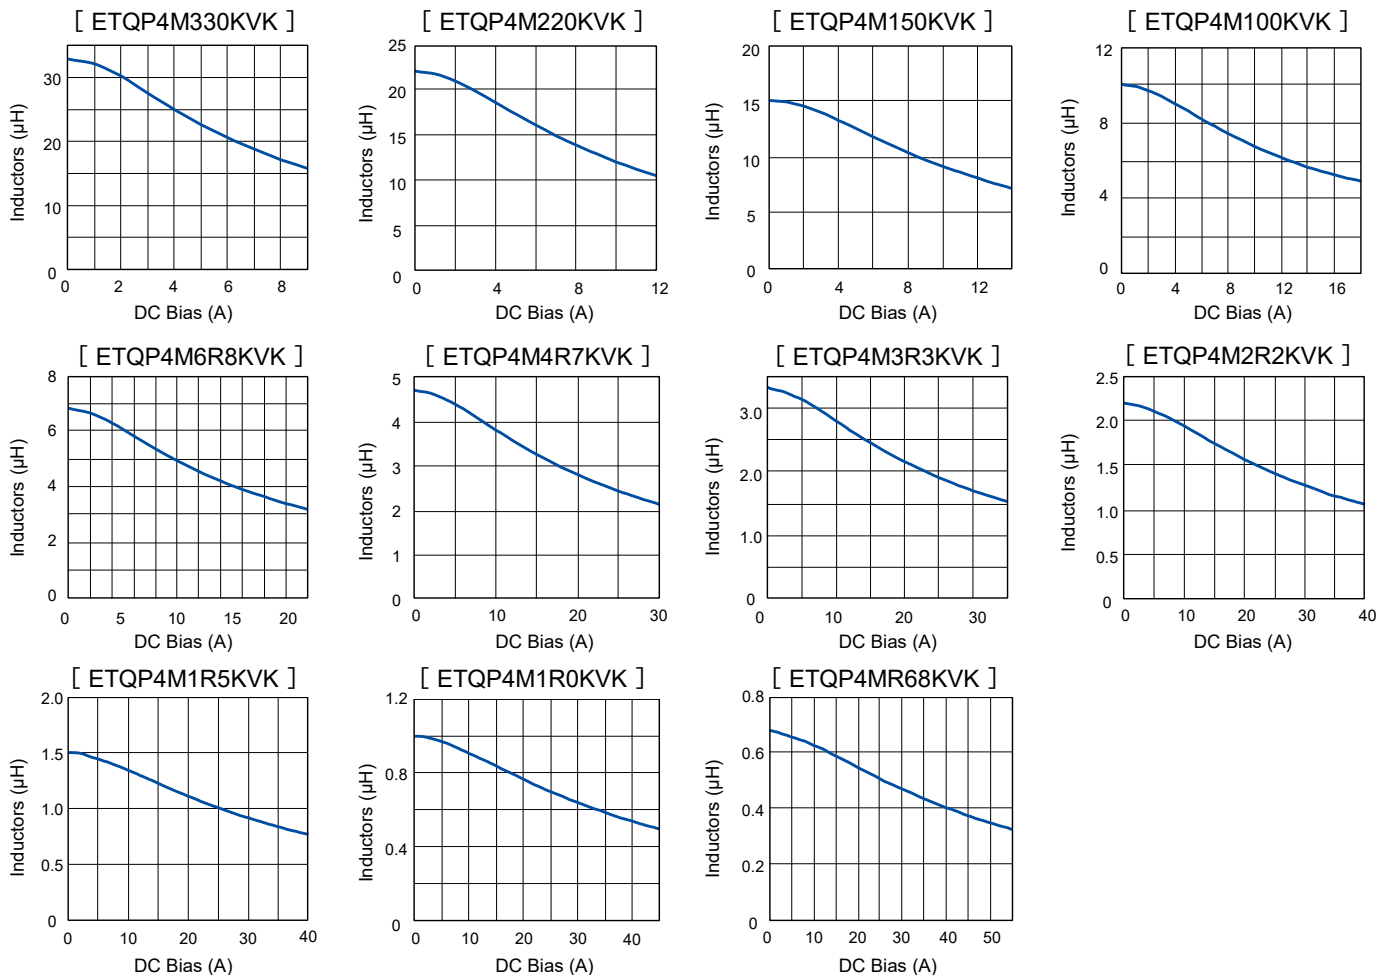 [ ETQP4M330KVK ]
Inductors (µH)
30
20
10
0
0 2 4 6 8
DC Bias (A)
[ ETQP4M220KVK ]
Inductors (µH)
25
20
15
10
5
0
0 4 8 12
DC Bias (A)
[ ETQP4M150KVK ]
Inductors (µH)
20
15
10
5
0
0 4 8 12
DC Bias (A)
[ ETQP4M100KVK ]
Inductors (µH)
12
8
4
0
0 4 8 12 16
DC Bias (A)
[ ETQP4M6R8KVK ]
Inductors (µH)
8
6
4
2
0
0 5 10 15 20
DC Bias (A)
[ ETQP4M4R7KVK ]
Inductors (µH)
5
4
3
2
1
0
0 10 20 30
DC Bias (A)
[ ETQP4M3R3KVK ]
Inductors (µH)
3.0
2.0
1.0
0
0 10 20 30
DC Bias (A)
[ ETQP4M2R2KVK ]
Inductors (µH)
2.5
2.0
1.5
1.0
0.5
0
0 10 20 30 40
DC Bias (A)
[ ETQP4M1R5KVK ]
Inductors (µH)
2.0
1.5
1.0
0.5
0
0 10 20 30 40
DC Bias (A)
[ ETQP4M1R0KVK ]
Inductors (µH)
1.2
0.8
0.4
0
0 10 20 30 40
DC Bias (A)
[ ETQP4MR68KVK ]
Inductors (µH)
0.8
0.6
0.4
0.2
0
0 10 20 30 40 50
DC Bias (A)